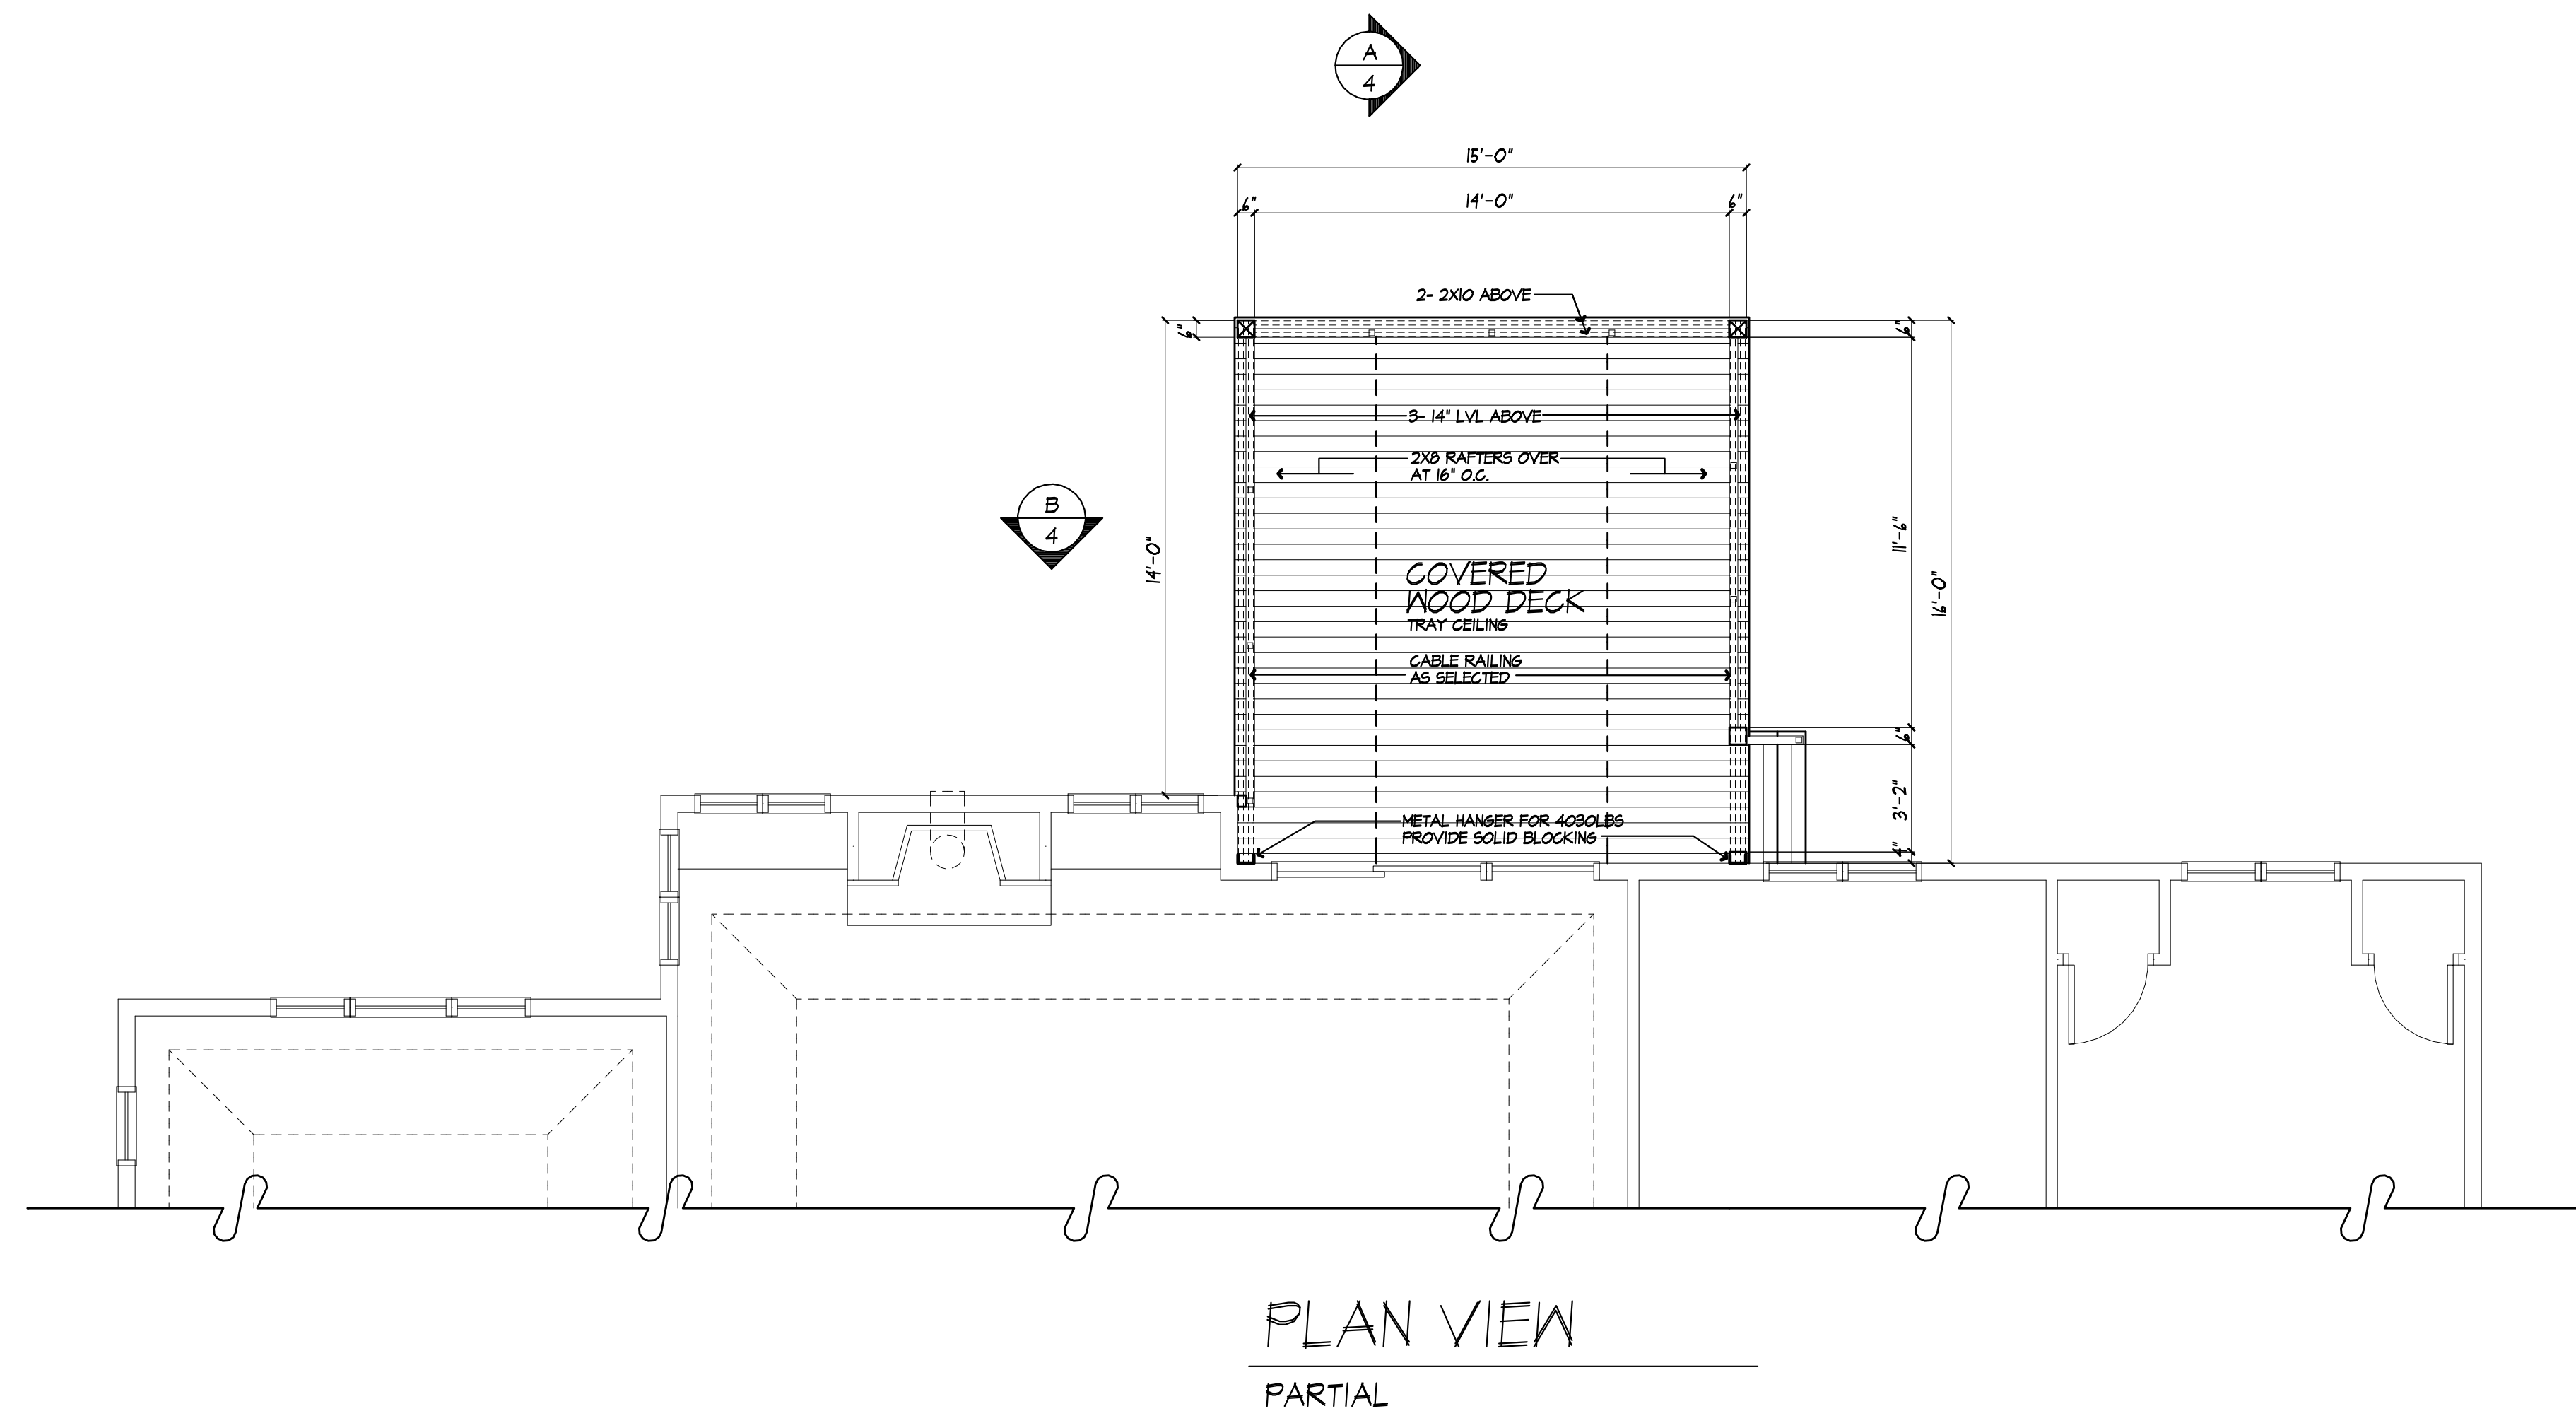 A
4
15'-0"
6"
14'-0"
6"
2- 2X10 ABOVE
6"
6"
3- 14" LVL ABOVE
2X8 RAFTERS OVER
AT 16" O.C.
B
4
14'-0"
11'-6"
16'-0"
COVERED
WOOD DECK
TRAY CEILING
CABLE RAILING
AS SELECTED
6"
3'-2"
METAL HANGER FOR 4030LBS
PROVIDE SOLID BLOCKING
4"
PLAN VIEW
PARTIAL